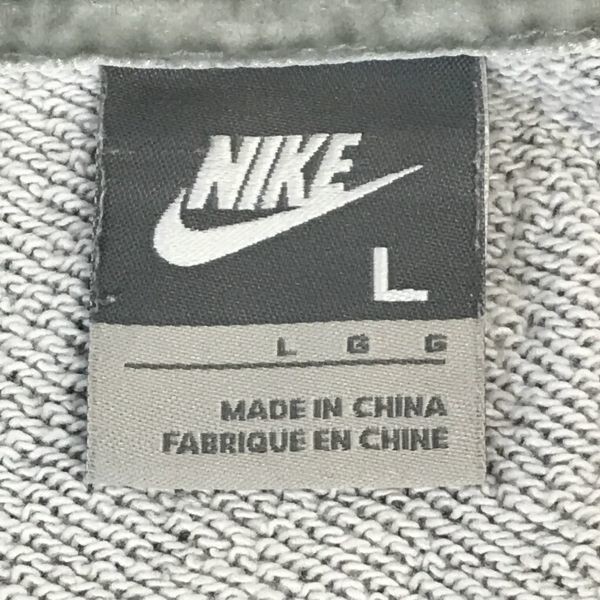 NIKE
L
L G G
MADE IN CHINA
FABRIQUE EN CHINE